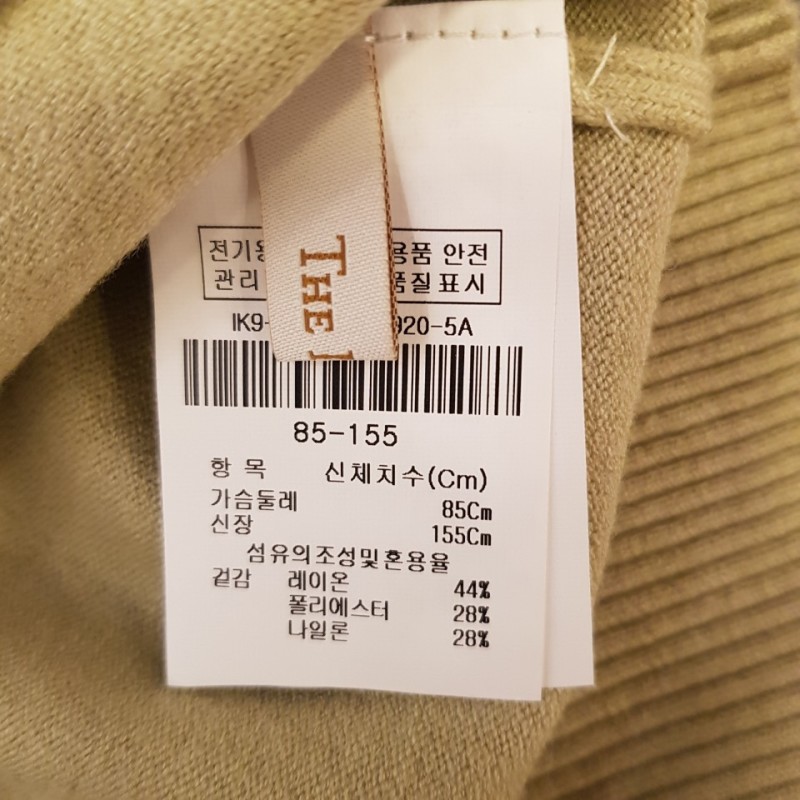 전기용 용품 안전
관리 품질표시
THE
IK9- 920-5A
85-155
항 목 신체치수(Cm)
가슴둘레 85Cm
신장 155Cm
섬유의조성및혼용율
겉감 레이온 44%
폴리에스터 28%
나일론 28%